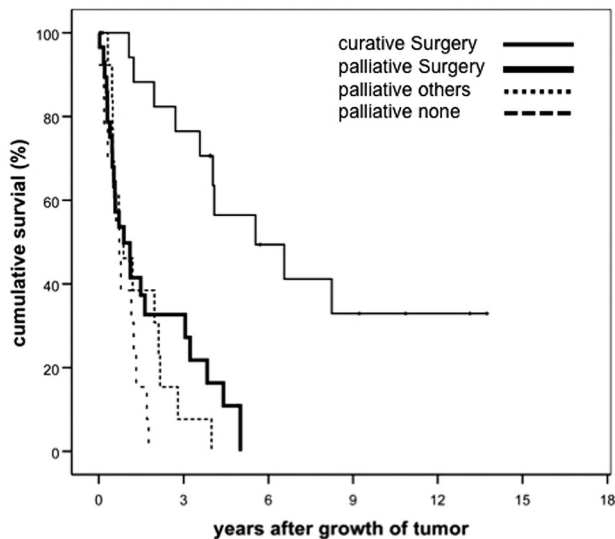 curative Surgery
palliative Surgery
palliative others
palliative none
cumulative survial (%)
100
80
60
40
20
0
0 3 6 9 12 15 18
years after growth of tumor